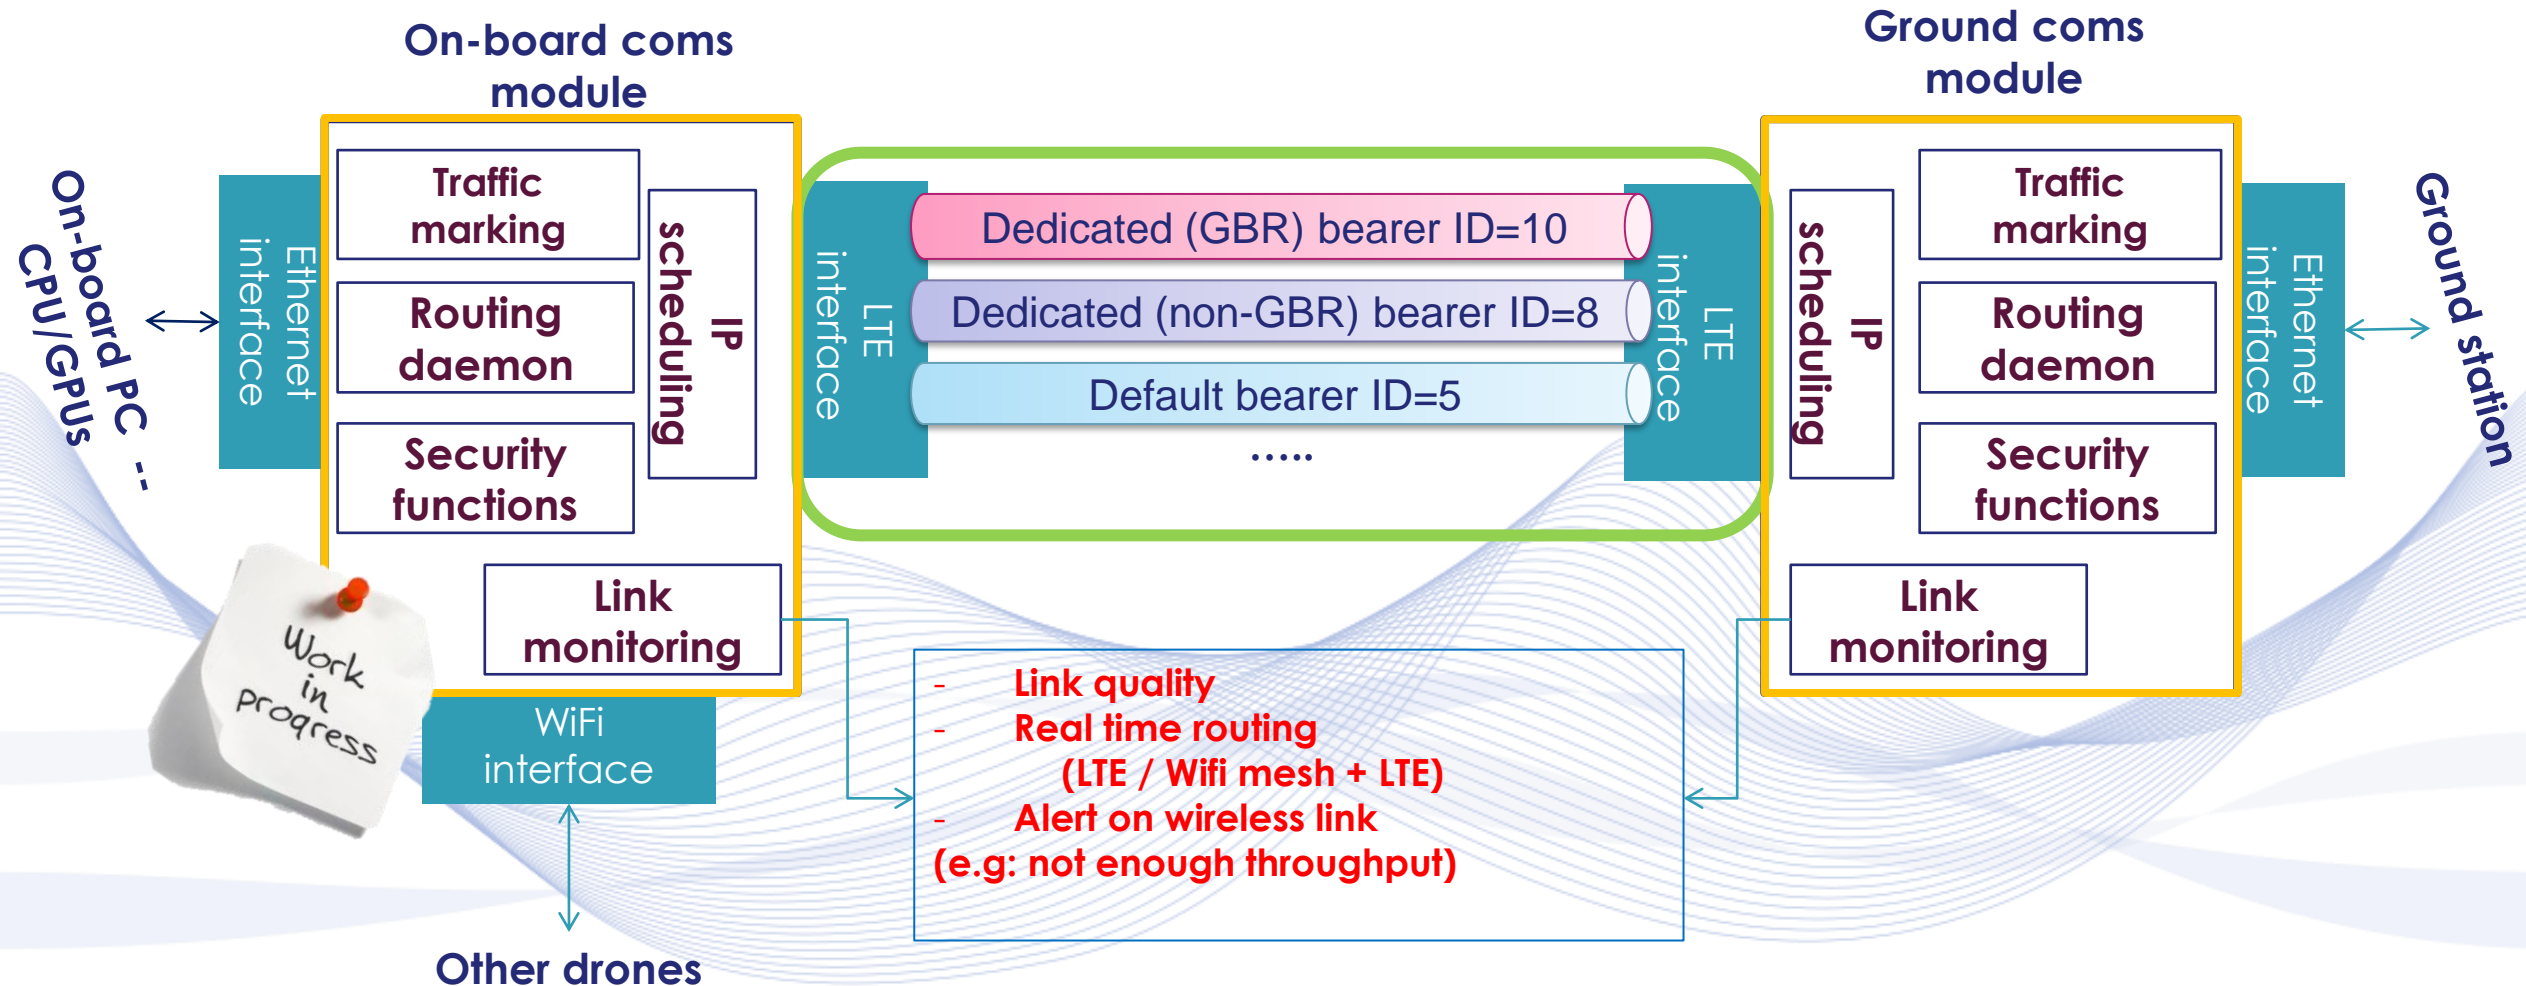 On-board coms
module
Ground coms
module
On-board PC --
CPU/GPUs
Ethernet
interface
Traffic
marking
Routing
daemon
Security
functions
IP
scheduling
Link
monitoring
LTE
interface
Dedicated (GBR) bearer ID=10
Dedicated (non-GBR) bearer ID=8
Default bearer ID=5
.....
LTE
interface
IP
scheduling
Traffic
marking
Routing
daemon
Security
functions
Link
monitoring
Ethernet
interface
Ground station
Work
in
progress
WiFi
interface
Other drones
- Link quality
- Real time routing
(LTE / Wifi mesh + LTE)
- Alert on wireless link
(e.g: not enough throughput)